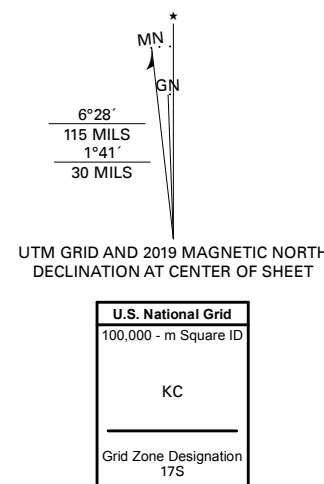 ★
MN
GN
6°28´
115 MILS
1°41´
30 MILS
UTM GRID AND 2019 MAGNETIC NORTH
DECLINATION AT CENTER OF SHEET
U.S. National Grid
100,000 - m Square ID
KC
Grid Zone Designation
17S